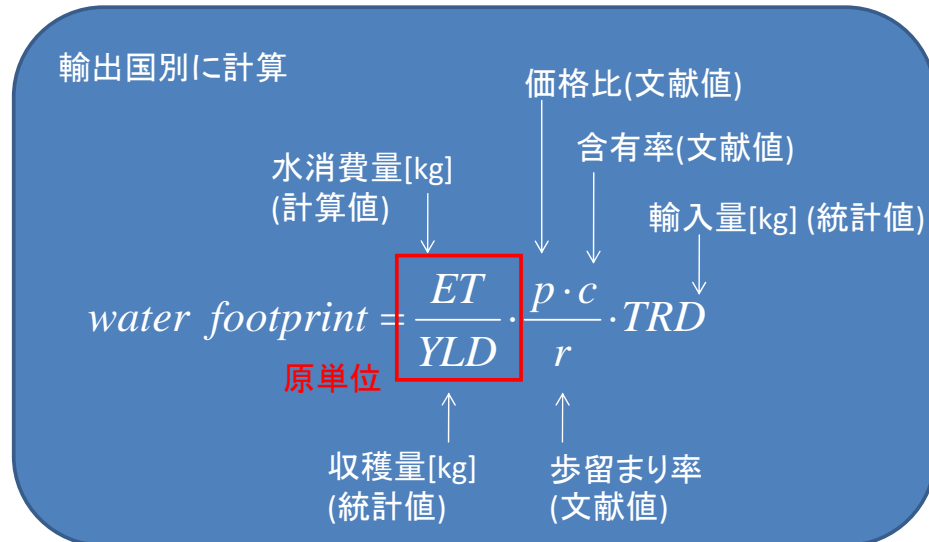 輸出国別に計算
価格比(文献値)
含有率(文献値)
水消費量[kg]
(計算値)
輸入量[kg] (統計値)
water footprint = ET/YLD · p · c/r · TRD
原単位
収穫量[kg]
(統計値)
歩留まり率
(文献値)